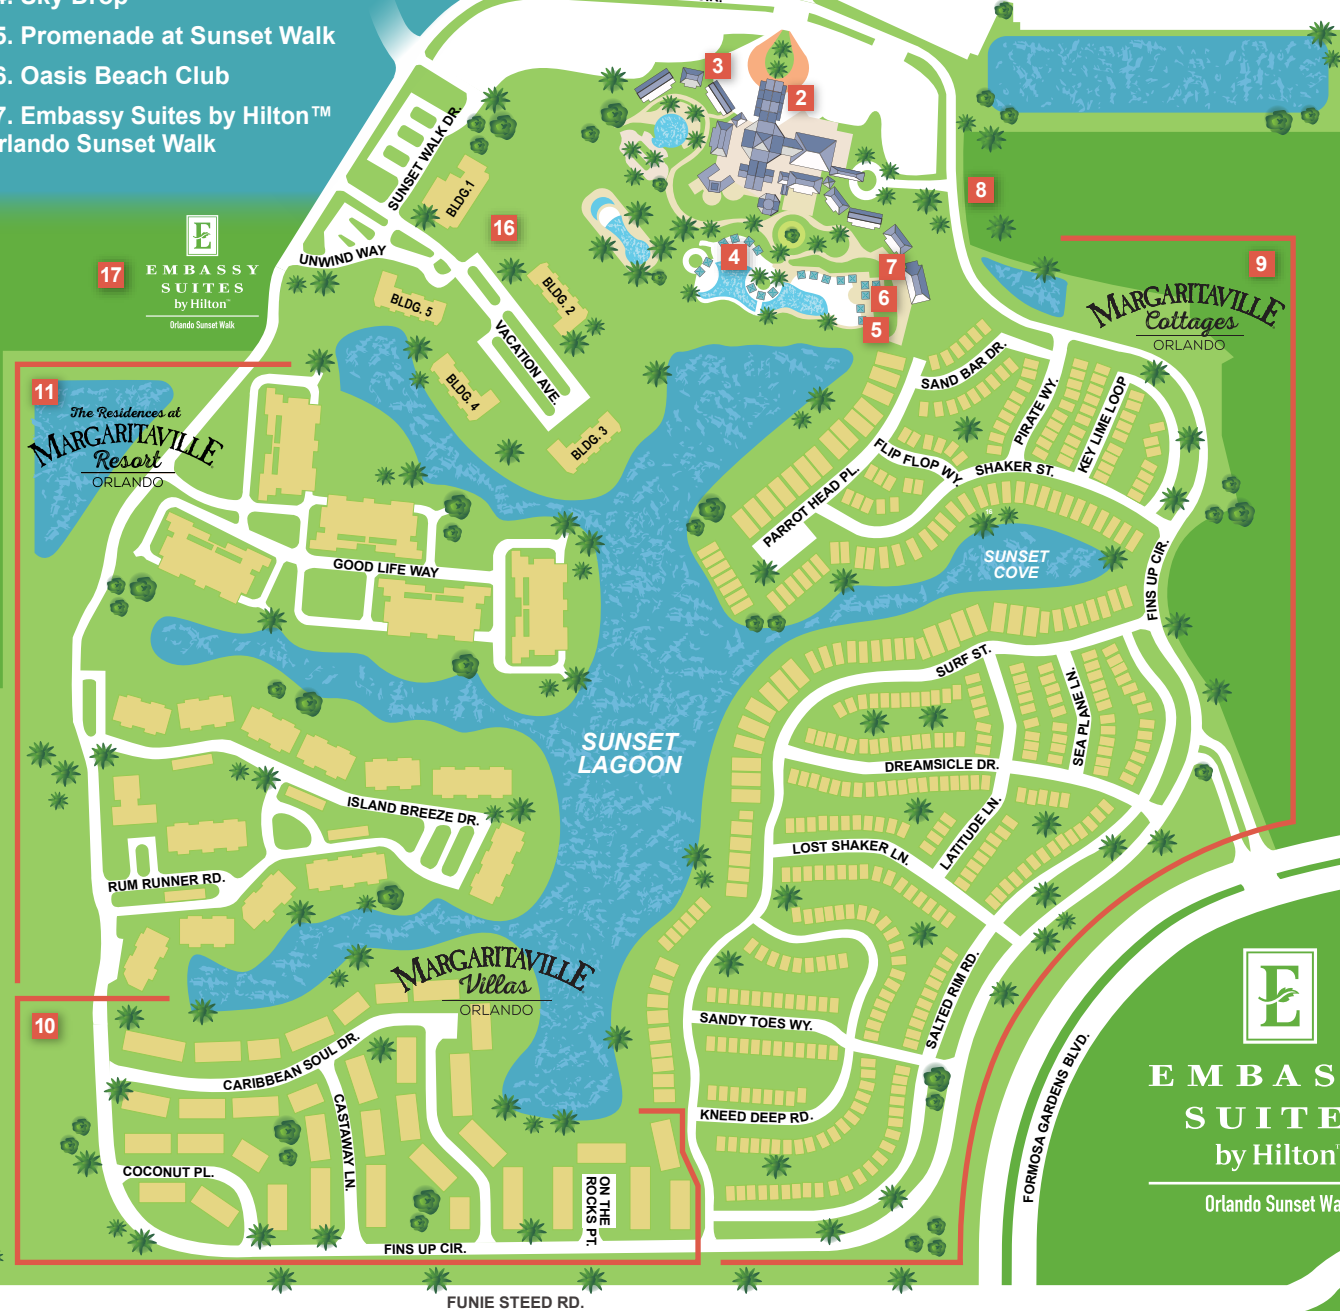 4. Sky Drop
5. Promenade at Sunset Walk
6. Oasis Beach Club
7. Embassy Suites by Hilton™
rlando Sunset Walk
3
2
SUNSET WALK DR.
BLDG.1
16
8
E
EMBASSY
SUITES
by Hilton™
Orlando Sunset Walk
17
UNWIND WAY
4
7
6
5
9
BLDG. 5
BLDG. 2
VACATION AVE.
BLDG. 4
BLDG. 3
MARGARITAVILLE
Cottages
ORLANDO
11
The Residences at
MARGARITAVILLE
Resort
ORLANDO
SAND BAR DR.
PIRATE WY.
KEY LIME LOOP
FLIP FLOP WY.
SHAKER ST.
PARROT HEAD PL.
16
SUNSET
COVE
FINS UP CIR.
GOOD LIFE WAY
SURF ST.
SEA PLANE LN.
SUNSET
LAGOON
DREAMSICLE DR.
ISLAND BREEZE DR.
LATITUDE LN.
LOST SHAKER LN.
RUM RUNNER RD.
MARGARITAVILLE
Villas
ORLANDO
SALTED RIM RD.
10
SANDY TOES WY.
CARIBBEAN SOUL DR.
CASTAWAY LN.
KNEED DEEP RD.
COCONUT PL.
ON THE
ROCKS PT.
FORMOSA GARDENS BLVD.
E
EMBAS
SUITE
by Hilton
Orlando Sunset Wa
FINS UP CIR.
FUNIE STEED RD.